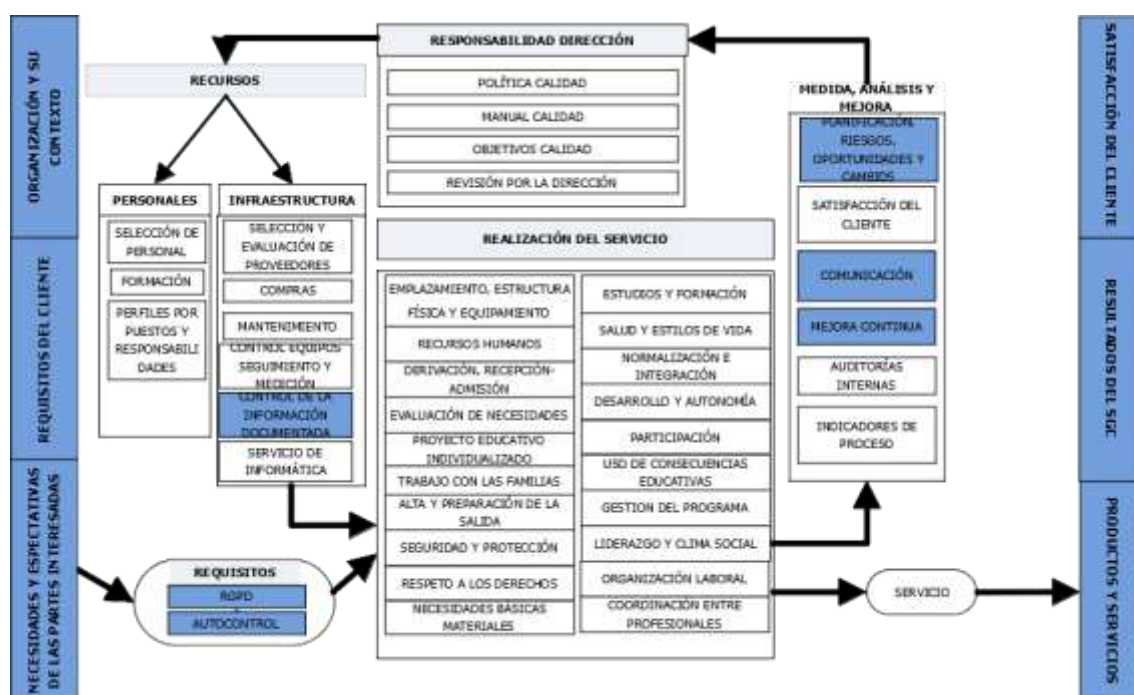 ORGANIZACIÓN Y SU
CONTEXTO
REQUISITOS DEL CLIENTE
NECESIDADES Y ESPECTATIVAS
DE LAS PARTES INTERESADAS
RECURSOS
PERSONALES
SELECCIÓN DE
PERSONAL
FORMACIÓN
PERFILES POR
PUESTOS Y
RESPONSABILI
DADES
INFRAESTRUCTURA
SELECCIÓN Y
EVALUACIÓN DE
PROVEEDORES
COMPRAS
MANTENIMIENTO
CONTROL EQUIPOS
SEGUIMIENTO Y
MEDICIÓN
CONTROL DE LA
INFORMACIÓN
DOCUMENTADA
SERVICIO DE
INFORMÁTICA
REQUISITOS
RGPD
AUTOCONTROL
RESPONSABILIDAD DIRECCIÓN
POLÍTICA CALIDAD
MANUAL CALIDAD
OBJETIVOS CALIDAD
REVISIÓN POR LA DIRECCIÓN
REALIZACIÓN DEL SERVICIO
EMPLAZAMIENTO, ESTRUCTURA
FÍSICA Y EQUIPAMIENTO
RECURSOS HUMANOS
DERIVACIÓN, RECEPCIÓN-
ADMISIÓN
EVALUACIÓN DE NECESIDADES
PROYECTO EDUCATIVO
INDIVIDUALIZADO
TRABAJO CON LAS FAMILIAS
ALTA Y PREPARACIÓN DE LA
SALIDA
SEGURIDAD Y PROTECCIÓN
RESPETO A LOS DERECHOS
NECESIDADES BÁSICAS
MATERIALES
ESTUDIOS Y FORMACIÓN
SALUD Y ESTILOS DE VIDA
NORMALIZACIÓN E
INTEGRACIÓN
DESARROLLO Y AUTONOMÍA
PARTICIPACIÓN
USO DE CONSECUENCIAS
EDUCATIVAS
GESTION DEL PROGRAMA
LIDERAZGO Y CLIMA SOCIAL
ORGANIZACIÓN LABORAL
COORDINACIÓN ENTRE
PROFESIONALES
MEDIDA, ANÁLISIS Y
MEJORA
PLANIFICACIÓN,
RIESGOS,
OPORTUNIDADES Y
CAMBIOS
SATISFACCIÓN DEL
CLIENTE
COMUNICACIÓN
MEJORA CONTINUA
AUDITORÍAS
INTERNAS
INDICADORES DE
PROCESO
SERVICIO
SATISFACCIÓN DEL CLIENTE
RESULTADOS DEL SGC
PRODUCTOS Y SERVICIOS